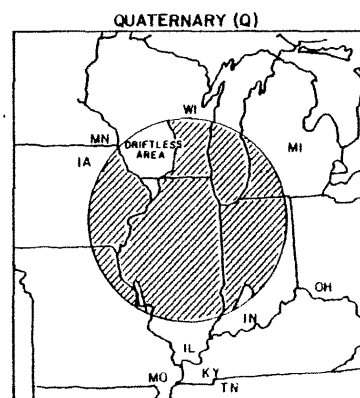 QUATERNARY (Q)
WI
MN
DRIFTLESS
AREA
IA
MI
OH
IN
IL
MO
KY
TN